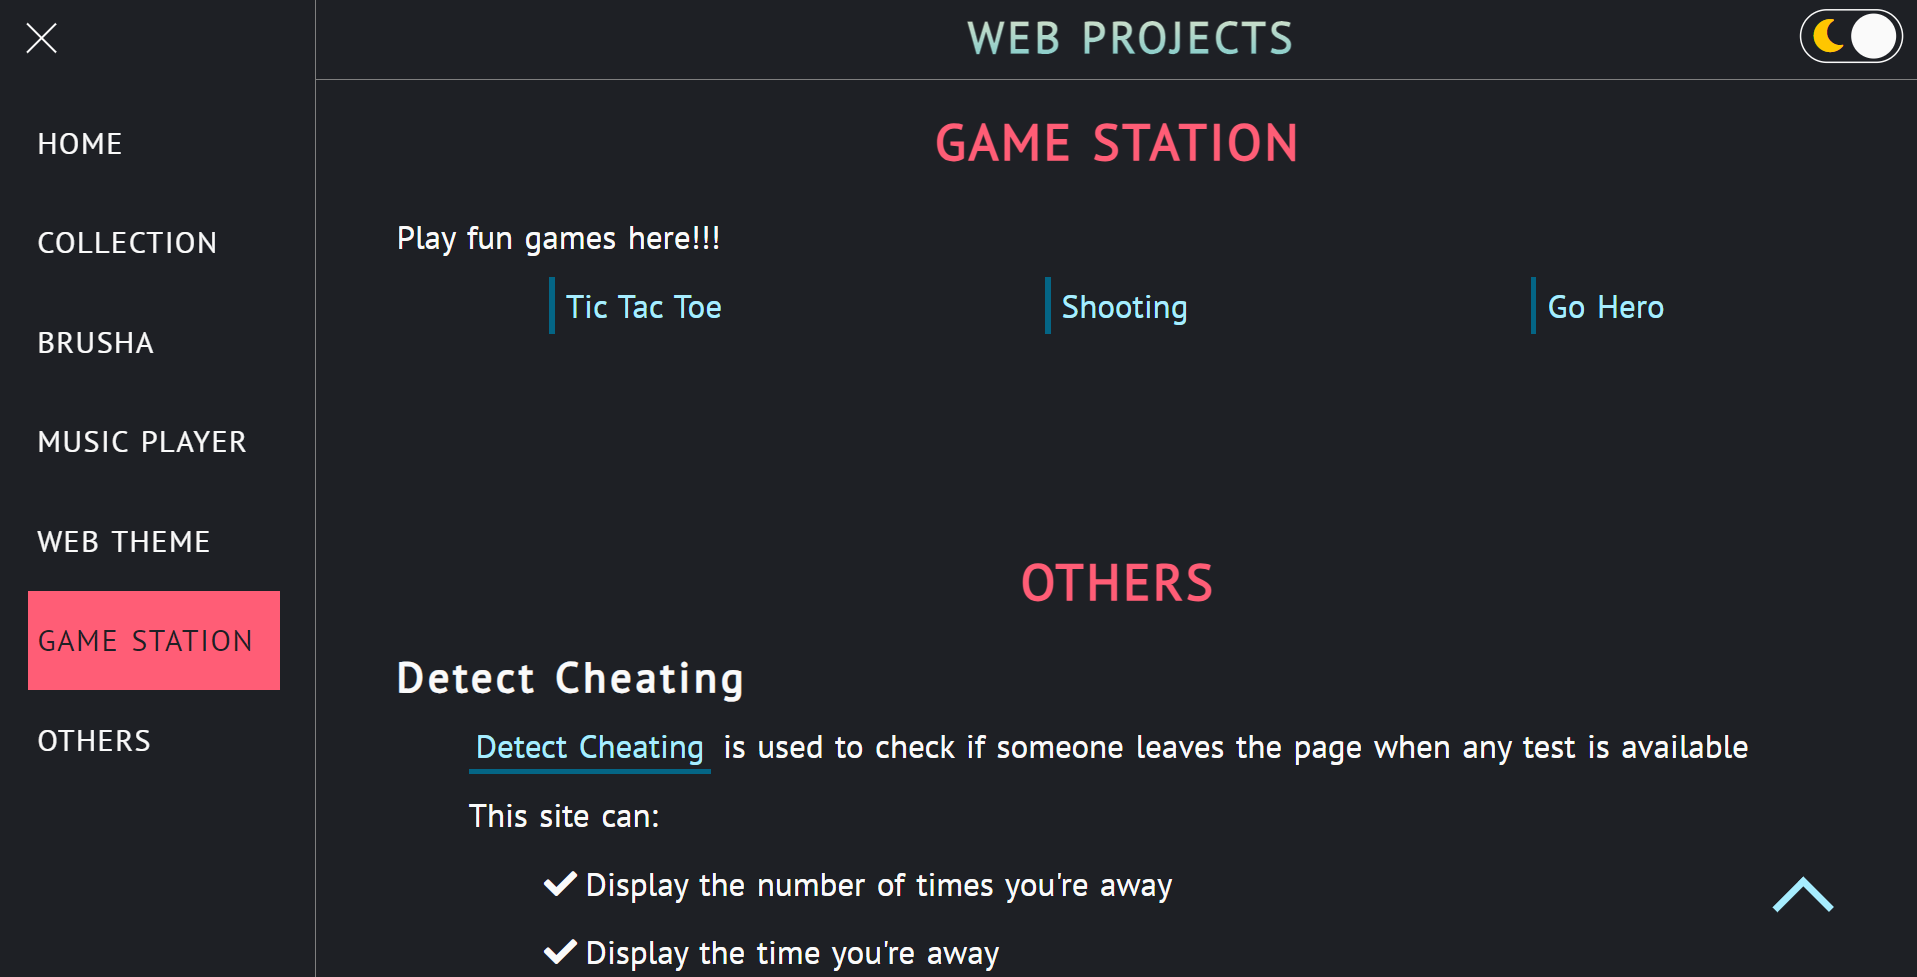 WEB PROJECTS
HOME
COLLECTION
BRUSHA
MUSIC PLAYER
WEB THEME
GAME STATION
OTHERS
GAME STATION
Play fun games here!!!
Tic Tac Toe
Shooting
Go Hero
OTHERS
Detect Cheating
Detect Cheating is used to check if someone leaves the page when any test is available
This site can:
Display the number of times you're away
Display the time you're away